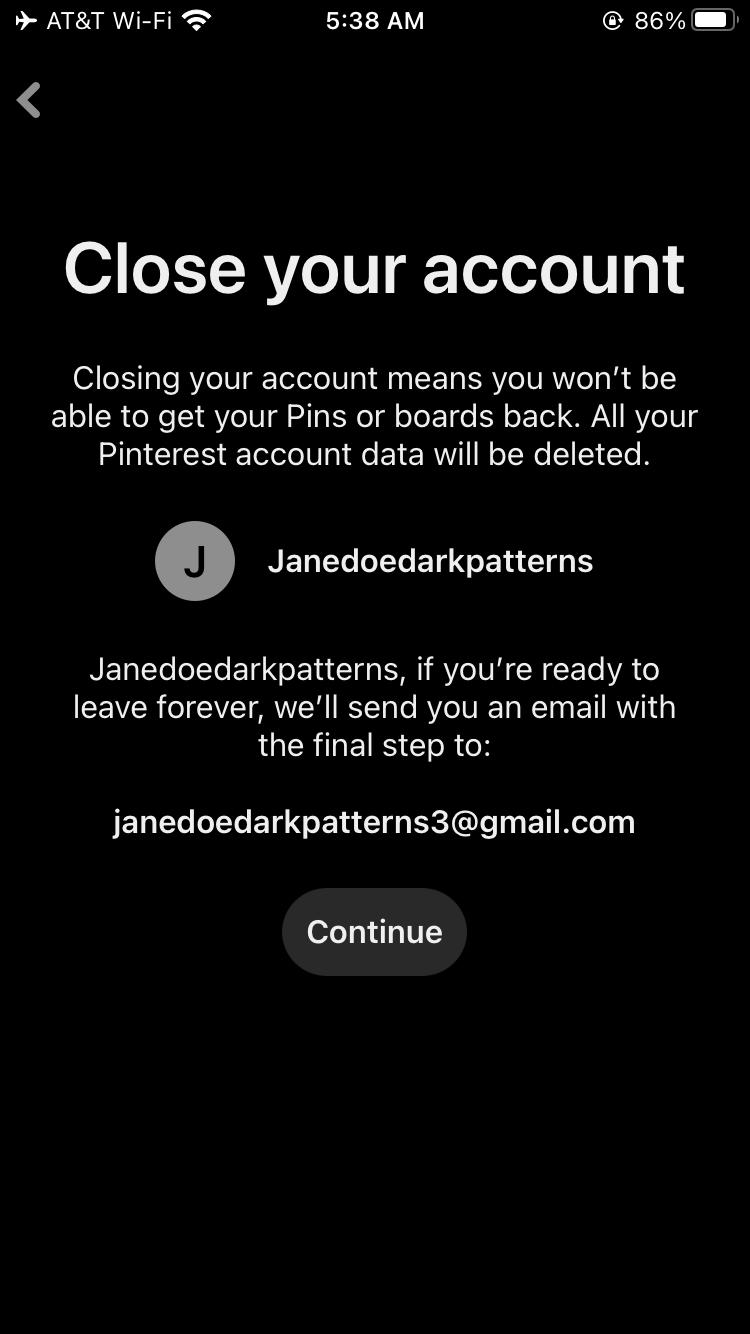 AT&T Wi-Fi 5:38 AM 86%
Close your account
Closing your account means you won’t be
able to get your Pins or boards back. All your
Pinterest account data will be deleted.
J Janedoedarkpatterns
Janedoedarkpatterns, if you’re ready to
leave forever, we’ll send you an email with
the final step to:
janedoedarkpatterns3@gmail.com
Continue